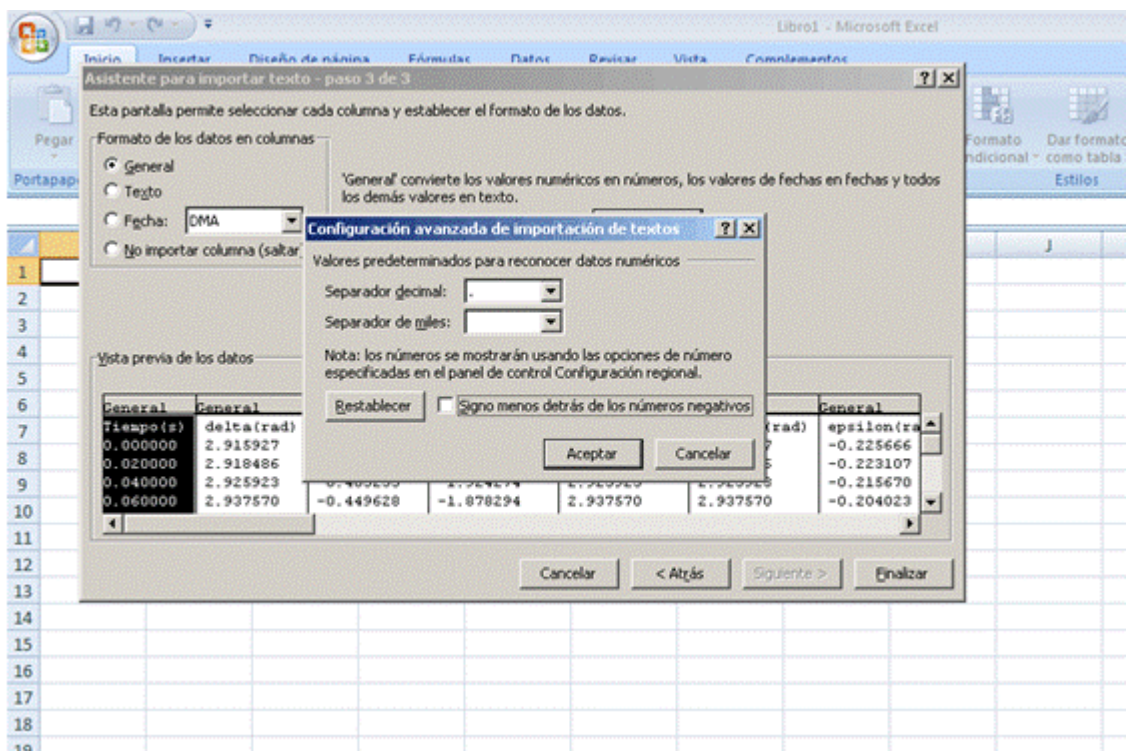 Libro1 - Microsoft Excel
Inicio Insertar Diseño de página Fórmulas Datos Revisar Vista Complementos
Asistente para importar texto - paso 3 de 3
Esta pantalla permite seleccionar cada columna y establecer el formato de los datos.
Pegar
Portapap
Formato de los datos en columnas
General
Texto
Fecha: DMA
No importar columna (saltar
'General' convierte los valores numéricos en números, los valores de fechas en fechas y todos
los demás valores en texto.
Formato
ndicional
Dar formato
como tabla
Estilos
J
Configuración avanzada de importación de textos
Valores predeterminados para reconocer datos numéricos
Separador decimal: .
Separador de miles:
Nota: los números se mostrarán usando las opciones de número
especificadas en el panel de control Configuración regional.
Restablecer Signo menos detrás de los números negativos
Aceptar Cancelar
Vista previa de los datos
General General General
Tiempo(s) delta(rad) (rad) epsilon(ra
0.000000 2.915927 -0.225666
0.020000 2.918486 -0.223107
0.040000 2.925923 -0.215670
0.060000 2.937570 -0.449628 -1.878294 2.937570 2.937570 -0.204023
Cancelar < Atrás Siguiente > Finalizar
1
2
3
4
5
6
7
8
9
10
11
12
13
14
15
16
17
18
19